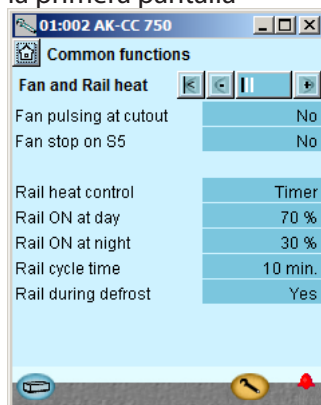 la primera pantalla
01:002 AK-CC 750
Common functions
Fan and Rail heat
Fan pulsing at cutout No
Fan stop on S5 No
Rail heat control Timer
Rail ON at day 70 %
Rail ON at night 30 %
Rail cycle time 10 min.
Rail during defrost Yes